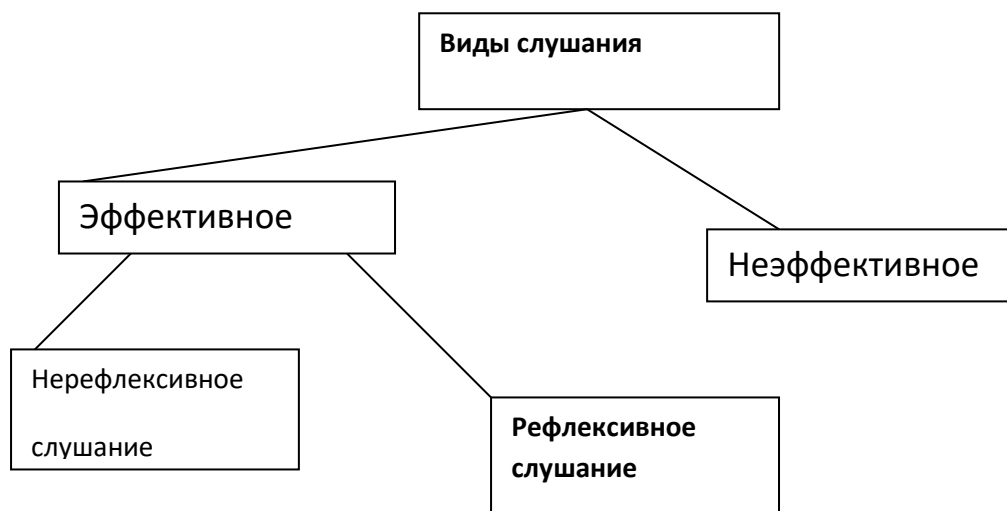 Виды слушания
Эффективное
Неэффективное
Нерефлексивное
слушание
Рефлексивное
слушание